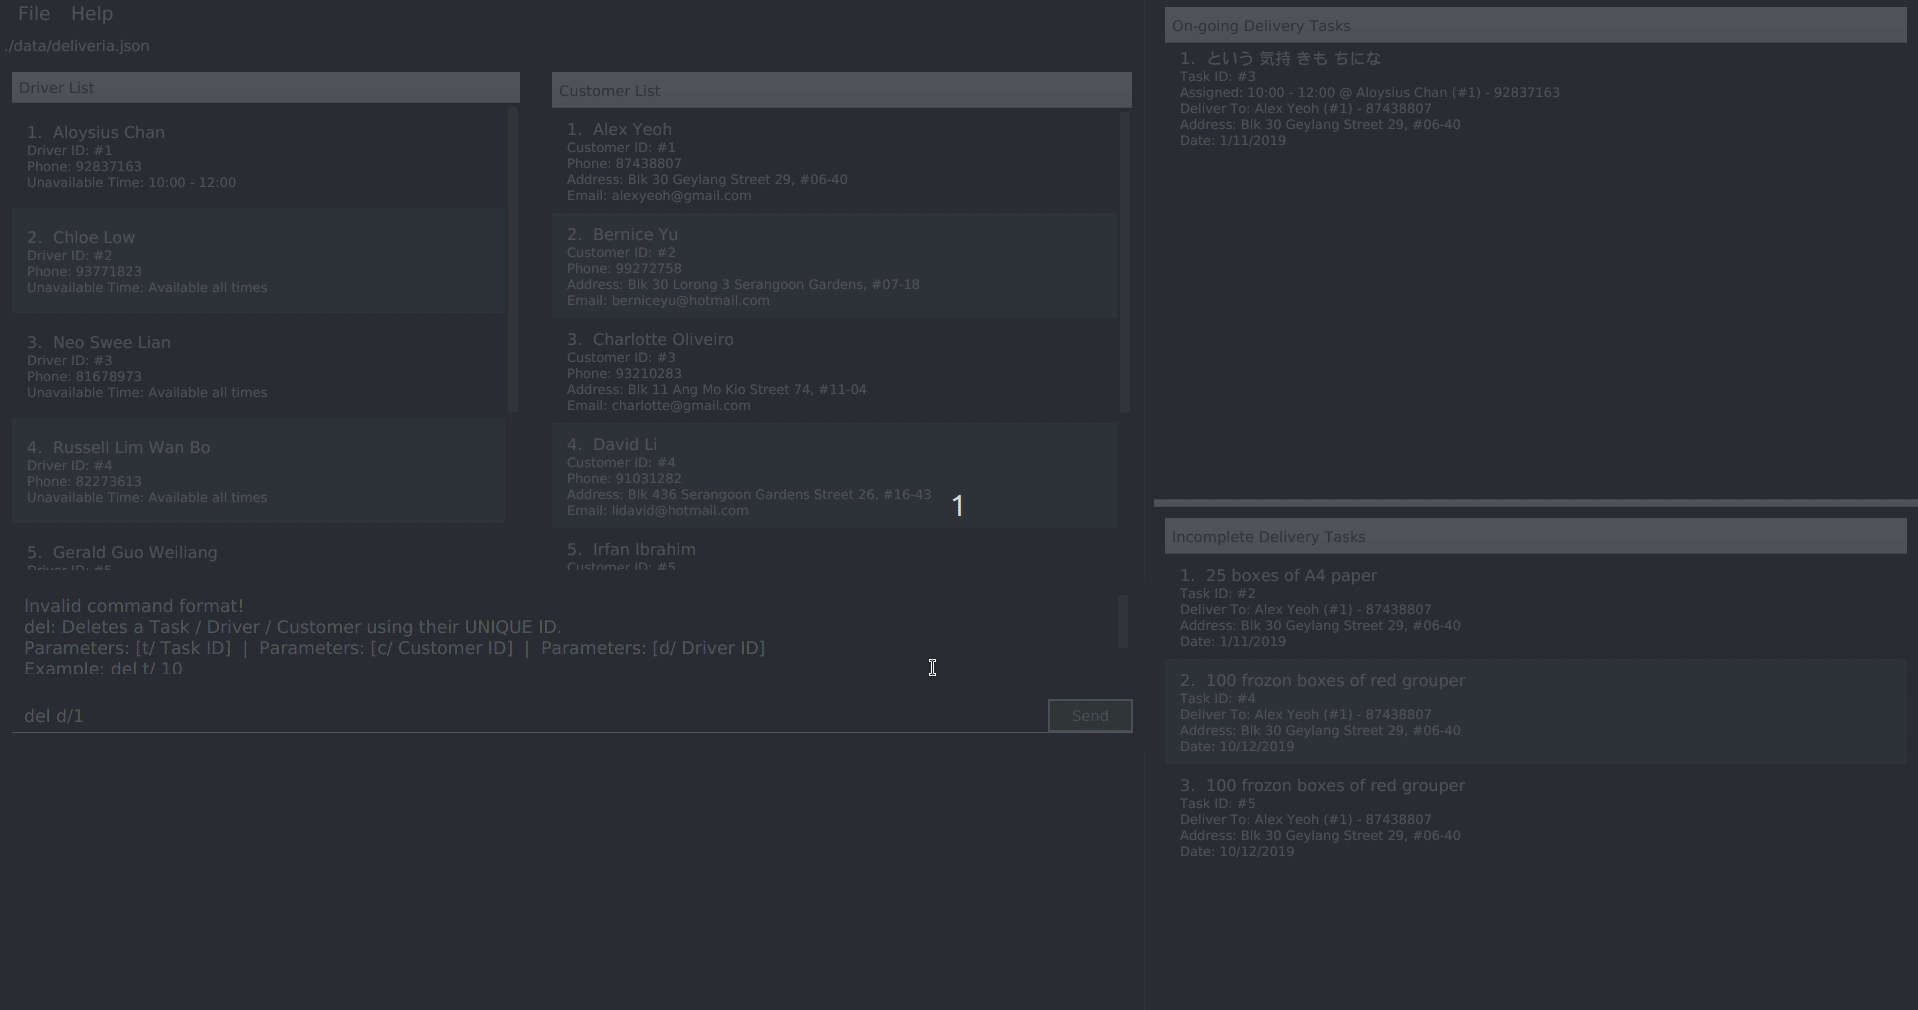 File Help
./data/deliveria.json
Driver List
1. Aloysius Chan
Driver ID: #1
Phone: 92837163
Unavailable Time: 10:00 - 12:00
2. Chloe Low
Driver ID: #2
Phone: 93771823
Unavailable Time: Available all times
3. Neo Swee Lian
Driver ID: #3
Phone: 81678973
Unavailable Time: Available all times
4. Russell Lim Wan Bo
Driver ID: #4
Phone: 82273613
Unavailable Time: Available all times
5. Gerald Guo Weiliang
Driver ID: #5
Customer List
1. Alex Yeoh
Customer ID: #1
Phone: 87438807
Address: Blk 30 Geylang Street 29, #06-40
Email: alexyeoh@gmail.com
2. Bernice Yu
Customer ID: #2
Phone: 99272758
Address: Blk 30 Lorong 3 Serangoon Gardens, #07-18
Email: berniceyu@hotmail.com
3. Charlotte Oliveiro
Customer ID: #3
Phone: 93210283
Address: Blk 11 Ang Mo Kio Street 74, #11-04
Email: charlotte@gmail.com
4. David Li
Customer ID: #4
Phone: 91031282
Address: Blk 436 Serangoon Gardens Street 26, #16-43
Email: lidavid@hotmail.com
1
5. Irfan Ibrahim
Customer ID: #5
Invalid command format!
del: Deletes a Task / Driver / Customer using their UNIQUE ID.
Parameters: [t/ Task ID] | Parameters: [c/ Customer ID] | Parameters: [d/ Driver ID]
Example: del t/ 10
del d/1
Send
On-going Delivery Tasks
1. という 気持 きも ちにな
Task ID: #3
Assigned: 10:00 - 12:00 @ Aloysius Chan (#1) - 92837163
Deliver To: Alex Yeoh (#1) - 87438807
Address: Blk 30 Geylang Street 29, #06-40
Date: 1/11/2019
Incomplete Delivery Tasks
1. 25 boxes of A4 paper
Task ID: #2
Deliver To: Alex Yeoh (#1) - 87438807
Address: Blk 30 Geylang Street 29, #06-40
Date: 1/11/2019
2. 100 frozon boxes of red grouper
Task ID: #4
Deliver To: Alex Yeoh (#1) - 87438807
Address: Blk 30 Geylang Street 29, #06-40
Date: 10/12/2019
3. 100 frozon boxes of red grouper
Task ID: #5
Deliver To: Alex Yeoh (#1) - 87438807
Address: Blk 30 Geylang Street 29, #06-40
Date: 10/12/2019